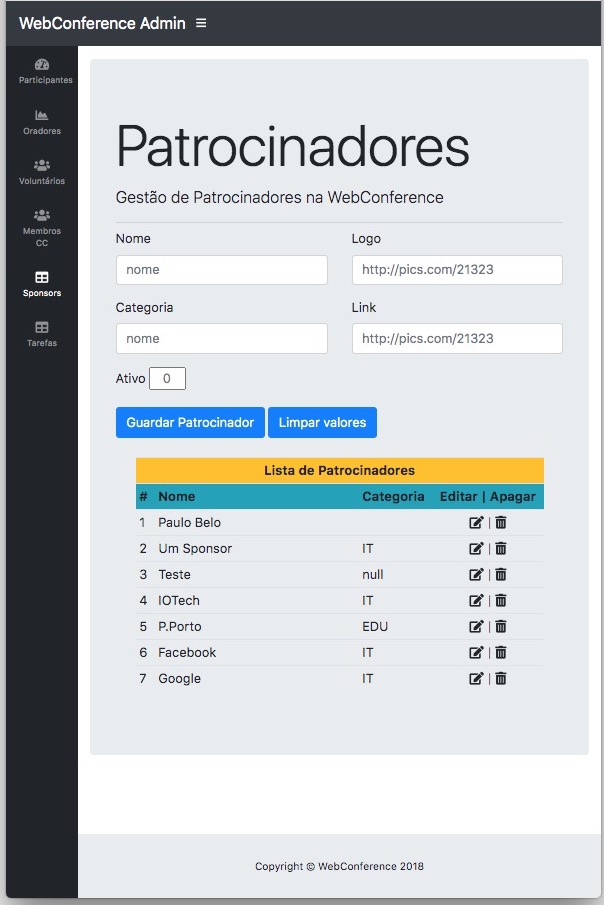 WebConference Admin
Participantes
Oradores
Voluntários
Membros
CC
Sponsors
Tarefas
Patrocinadores
Gestão de Patrocinadores na WebConference
Nome Logo
nome http://pics.com/21323
Categoria Link
nome http://pics.com/21323
Ativo 0
Guardar Patrocinador Limpar valores
Lista de Patrocinadores
# Nome Categoria Editar | Apagar
1 Paulo Belo |
2 Um Sponsor IT |
3 Teste null |
4 IOTech IT |
5 P.Porto EDU |
6 Facebook IT |
7 Google IT |
Copyright © WebConference 2018